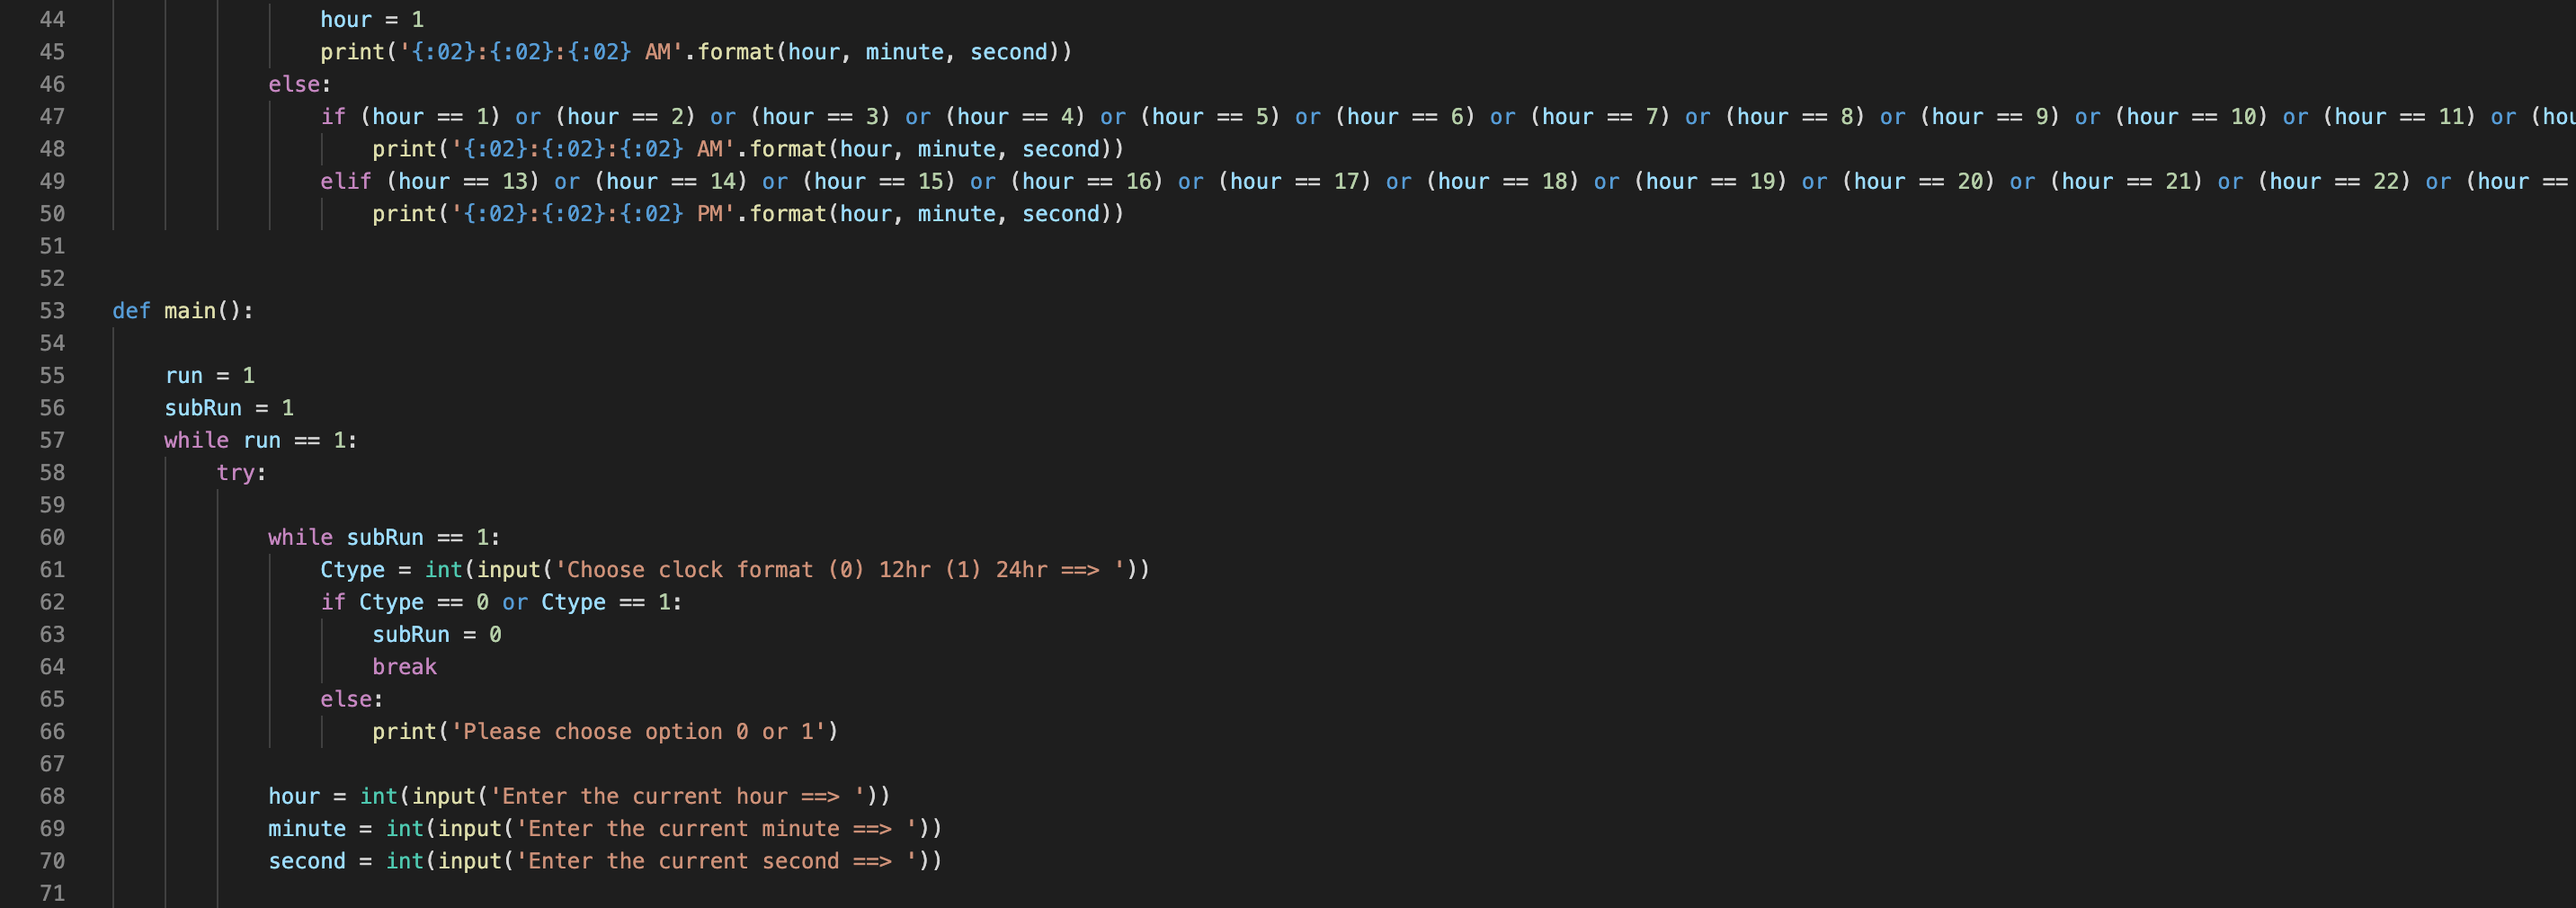 44 hour = 1
45 print('{:02}:{:02}:{:02} AM'.format(hour, minute, second))
46 else:
47 if (hour == 1) or (hour == 2) or (hour == 3) or (hour == 4) or (hour == 5) or (hour == 6) or (hour == 7) or (hour == 8) or (hour == 9) or (hour == 10) or (hour == 11) or (hou
48 print('{:02}:{:02}:{:02} AM'.format(hour, minute, second))
49 elif (hour == 13) or (hour == 14) or (hour == 15) or (hour == 16) or (hour == 17) or (hour == 18) or (hour == 19) or (hour == 20) or (hour == 21) or (hour == 22) or (hour ==
50 print('{:02}:{:02}:{:02} PM'.format(hour, minute, second))
51
52
53 def main():
54
55 run = 1
56 subRun = 1
57 while run == 1:
58 try:
59
60 while subRun == 1:
61 Ctype = int(input('Choose clock format (0) 12hr (1) 24hr ==> '))
62 if Ctype == 0 or Ctype == 1:
63 subRun = 0
64 break
65 else:
66 print('Please choose option 0 or 1')
67
68 hour = int(input('Enter the current hour ==> '))
69 minute = int(input('Enter the current minute ==> '))
70 second = int(input('Enter the current second ==> '))
71